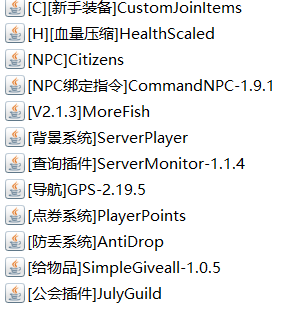 [C][新手装备]CustomJoinItems
[H][血量压缩]HealthScaled
[NPC]Citizens
[NPC绑定指令]CommandNPC-1.9.1
[V2.1.3]MoreFish
[背景系统]ServerPlayer
[查询插件]ServerMonitor-1.1.4
[导航]GPS-2.19.5
[点券系统]PlayerPoints
[防丢系统]AntiDrop
[给物品]SimpleGiveall-1.0.5
[公会插件]JulyGuild